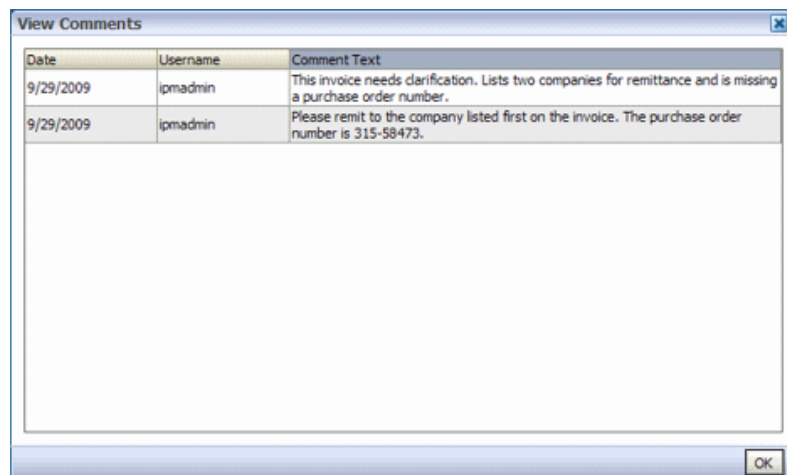 View Comments
Date Username Comment Text
9/29/2009 ipmadmin This invoice needs clarification. Lists two companies for remittance and is missing
a purchase order number.
9/29/2009 ipmadmin Please remit to the company listed first on the invoice. The purchase order
number is 315-58473.
OK